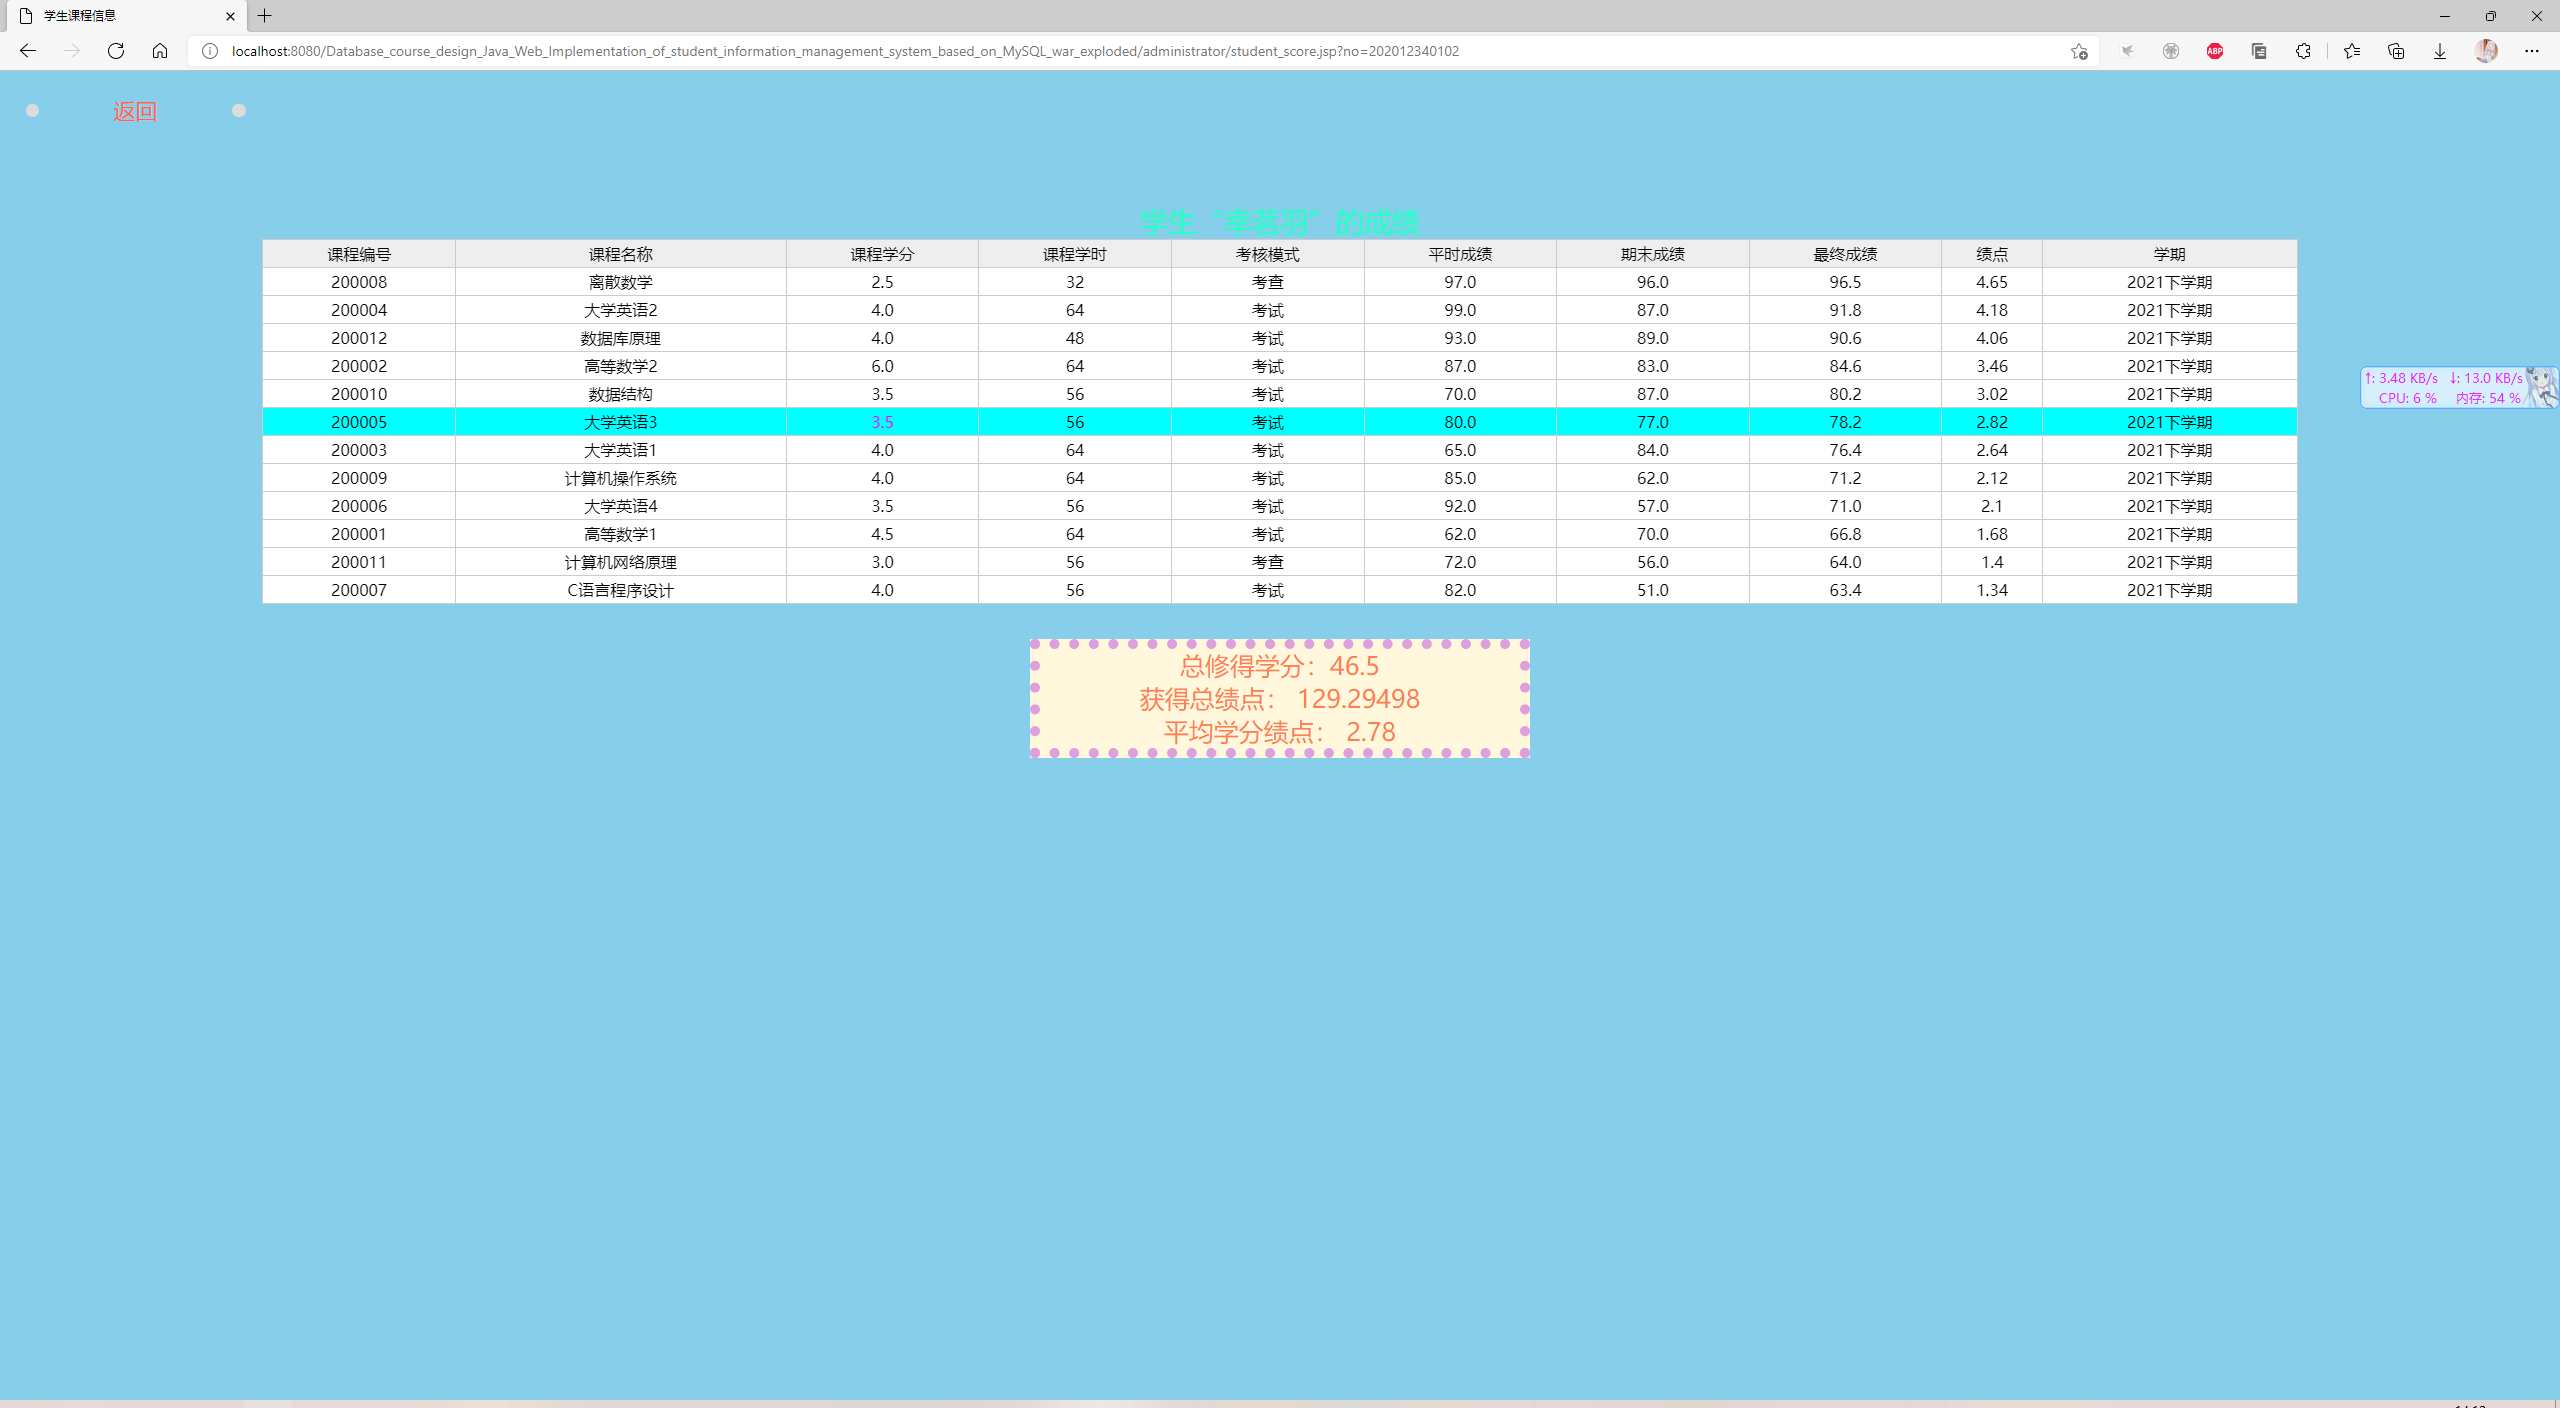 学生课程信息
localhost:8080/Database_course_design_Java_Web_Implementation_of_student_information_management_system_based_on_MySQL_war_exploded/administrator/student_score.jsp?no=202012340102
ABP
返回
学生“幸茗羽”的成绩
课程编号 课程名称 课程学分 课程学时 考核模式 平时成绩 期末成绩 最终成绩 绩点 学期
200008 离散数学 2.5 32 考查 97.0 96.0 96.5 4.65 2021下学期
200004 大学英语2 4.0 64 考试 99.0 87.0 91.8 4.18 2021下学期
200012 数据库原理 4.0 48 考试 93.0 89.0 90.6 4.06 2021下学期
200002 高等数学2 6.0 64 考试 87.0 83.0 84.6 3.46 2021下学期
200010 数据结构 3.5 56 考试 70.0 87.0 80.2 3.02 2021下学期
200005 大学英语3 3.5 56 考试 80.0 77.0 78.2 2.82 2021下学期
200003 大学英语1 4.0 64 考试 65.0 84.0 76.4 2.64 2021下学期
200009 计算机操作系统 4.0 64 考试 85.0 62.0 71.2 2.12 2021下学期
200006 大学英语4 3.5 56 考试 92.0 57.0 71.0 2.1 2021下学期
200001 高等数学1 4.5 64 考试 62.0 70.0 66.8 1.68 2021下学期
200011 计算机网络原理 3.0 56 考查 72.0 56.0 64.0 1.4 2021下学期
200007 C语言程序设计 4.0 56 考试 82.0 51.0 63.4 1.34 2021下学期
↑: 3.48 KB/s ↓: 13.0 KB/s
CPU: 6 % 内存: 54 %
总修得学分：46.5
获得总绩点： 129.29498
平均学分绩点： 2.78